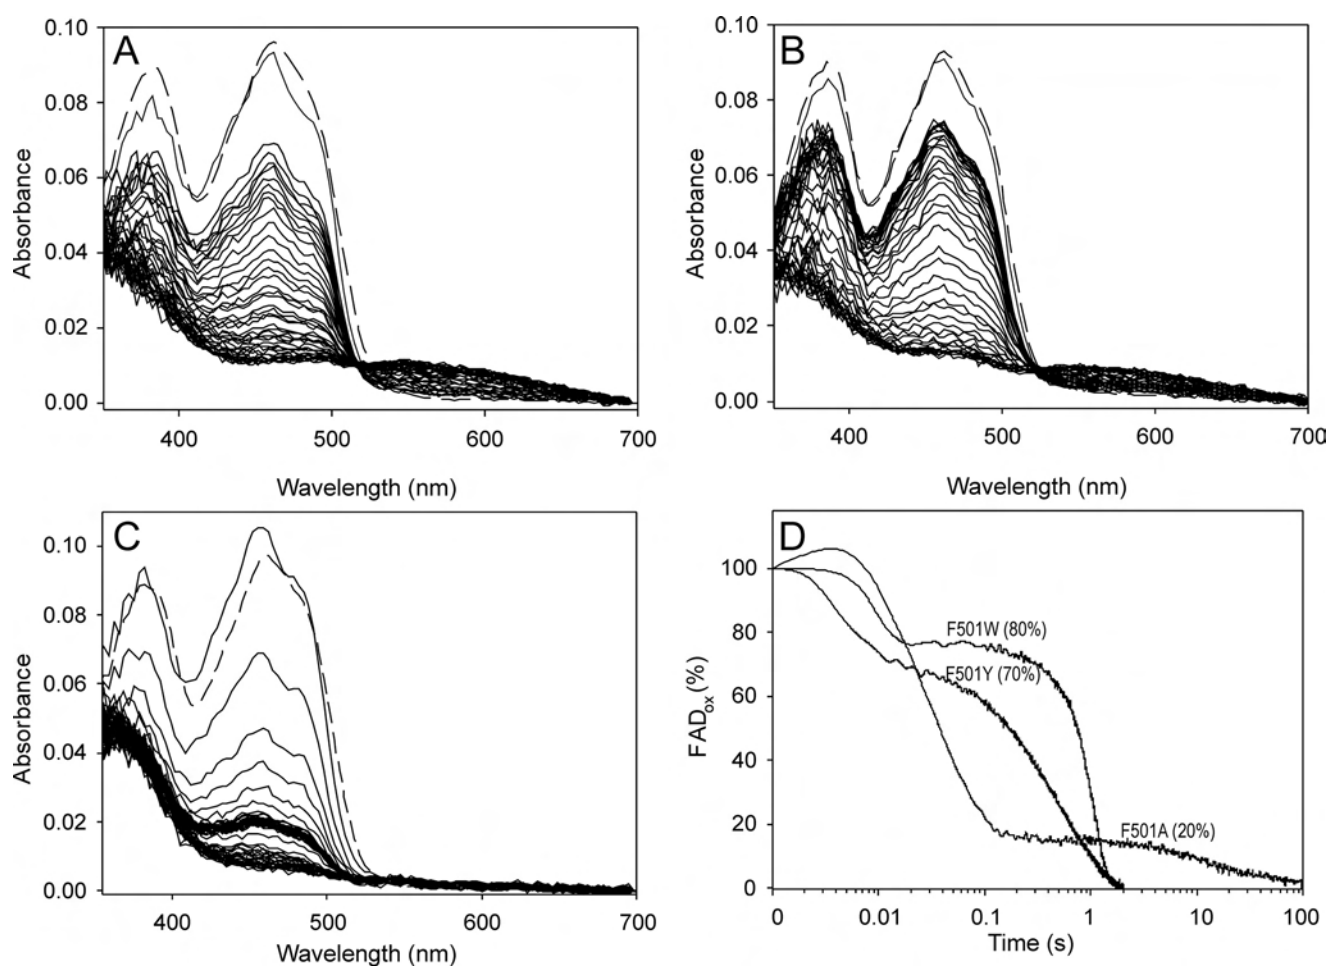 A
B
0.10
0.08
0.06
0.04
0.02
0.00
Absorbance
400
500
600
700
Wavelength (nm)
0.10
0.08
0.06
0.04
0.02
0.00
Absorbance
400
500
600
700
Wavelength (nm)
C
0.10
0.08
0.06
0.04
0.02
0.00
Absorbance
400
500
600
700
Wavelength (nm)
D
100
80
60
40
20
0
FADox (%)
F501W (80%)
F501Y (70%)
F501A (20%)
0
0.01
0.1
1
10
100
Time (s)